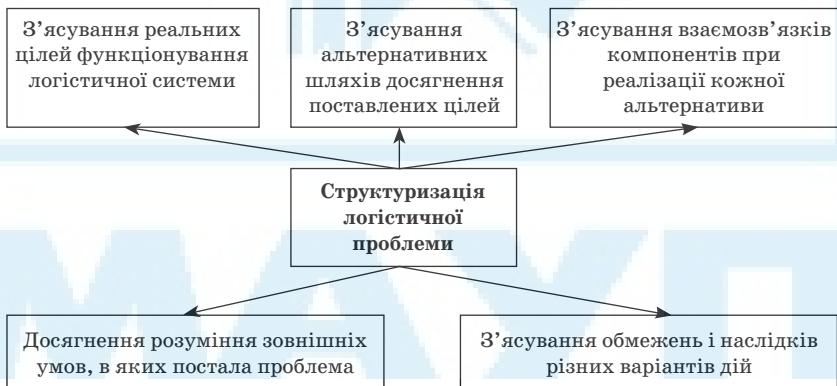 З’ясування реальних
цілей функціонування
логістичної системи
З’ясування
альтернативних
шляхів досягнення
поставлених цілей
З’ясування взаємозв’язків
компонентів при
реалізації кожної
альтернативи
Структуризація
логістичної
проблеми
Досягнення розуміння зовнішніх
умов, в яких постала проблема
З’ясування обмежень і наслідків
різних варіантів дій
МАУП